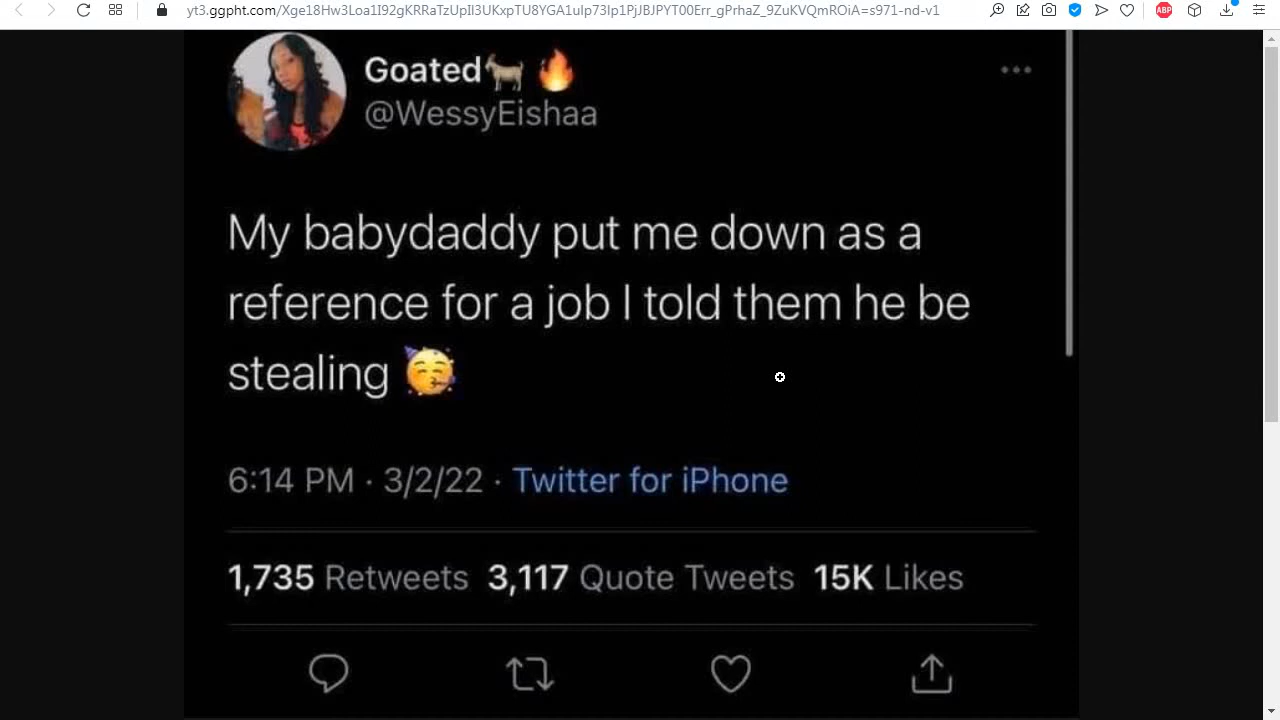 yt3.ggpht.com/Xge18Hw3Loa1I92gKRRaTzUpIl3UKxpTU8YGA1ulp73Ip1PjJBJPYT00Err_gPrhaZ_9ZuKVQmROiA=s971-nd-v1
ABP
Goated🐐 🔥
@WessyEishaa
My babydaddy put me down as a
reference for a job I told them he be
stealing 🥳
6:14 PM · 3/2/22 · Twitter for iPhone
1,735 Retweets 3,117 Quote Tweets 15K Likes